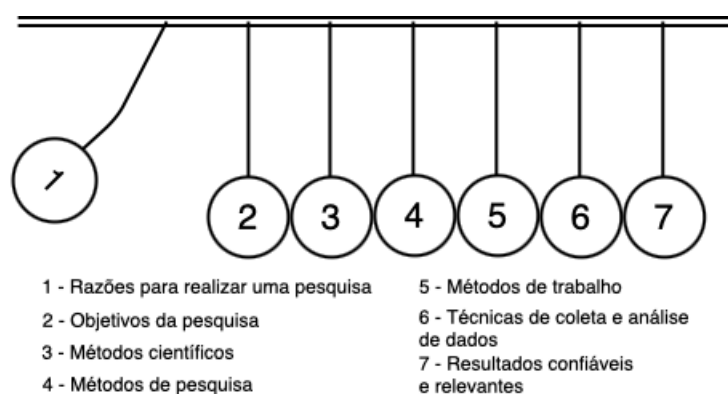 1
2
3
4
5
6
7
1 - Razões para realizar uma pesquisa
2 - Objetivos da pesquisa
3 - Métodos científicos
4 - Métodos de pesquisa
5 - Métodos de trabalho
6 - Técnicas de coleta e análise
de dados
7 - Resultados confiáveis
e relevantes